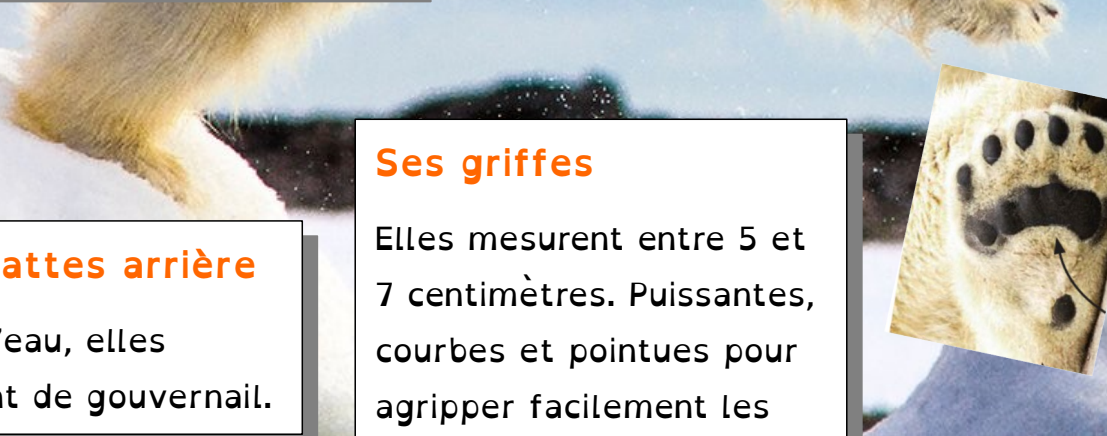 attes arrière
'eau, elles
t de gouvernail.
Ses griffes
Elles mesurent entre 5 et
7 centimètres. Puissantes,
courbes et pointues pour
agripper facilement les